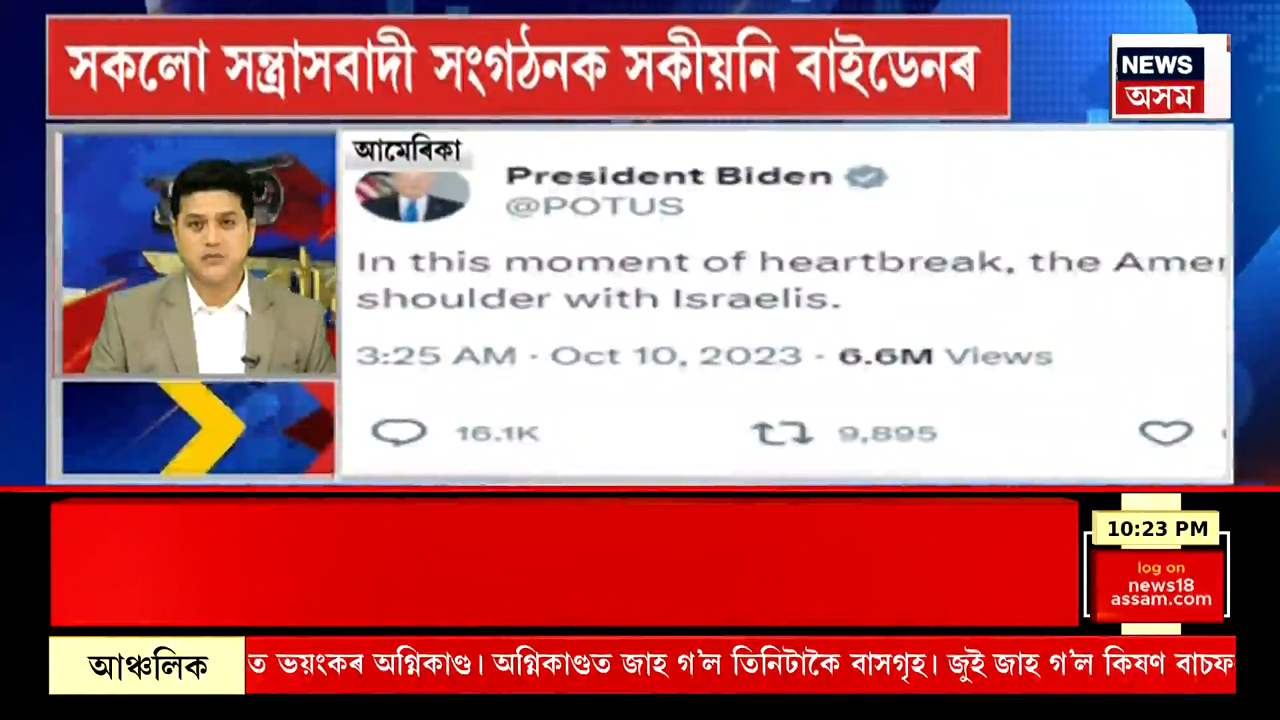 সকলো সন্ত্ৰাসবাদী সংগঠনক সকীয়নি বাইডেনৰ
NEWS
অসম
আমেৰিকা
President Biden
@POTUS
In this moment of heartbreak, the Amer
shoulder with Israelis.
3:25 AM · Oct 10, 2023 · 6.6M Views
16.1K 9,895
10:23 PM
log on
news18
assam.com
আঞ্চলিক
ত ভয়ংকৰ অগ্নিকাণ্ড। অগ্নিকাণ্ডত জাহ গ'ল তিনিটাকৈ বাসগৃহ। জুই জাহ গ'ল কিষণ বাচফ